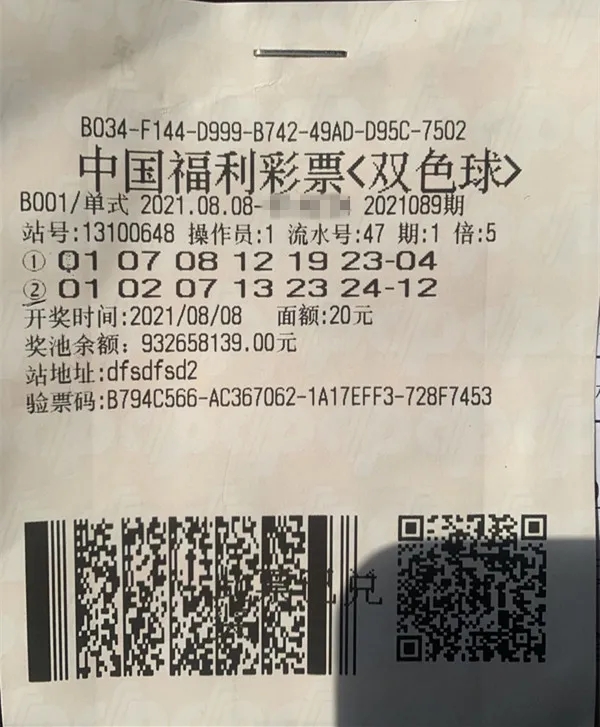 B034-F144-D999-B742-49AD-D95C-7502
中国福利彩票<双色球>
B001/单式 2021.08.08- 2021089期
站号:13100648 操作员:1 流水号:47 期:1 倍:5
① 01 07 08 12 19 23-04
② 01 02 07 13 23 24-12
开奖时间:2021/08/08 面额:20元
奖池余额: 932658139.00元
站地址:dfsdfsd2
验票码:B794C566-AC367062-1A17EFF3-728F7453